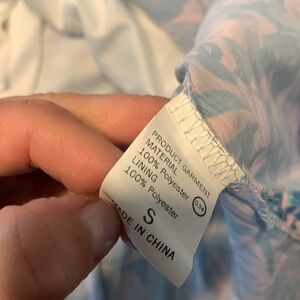 PRODUCT: GARMENT
MATERIAL
100% Polyester
LINING
100% Polyester
S
MADE IN CHINA